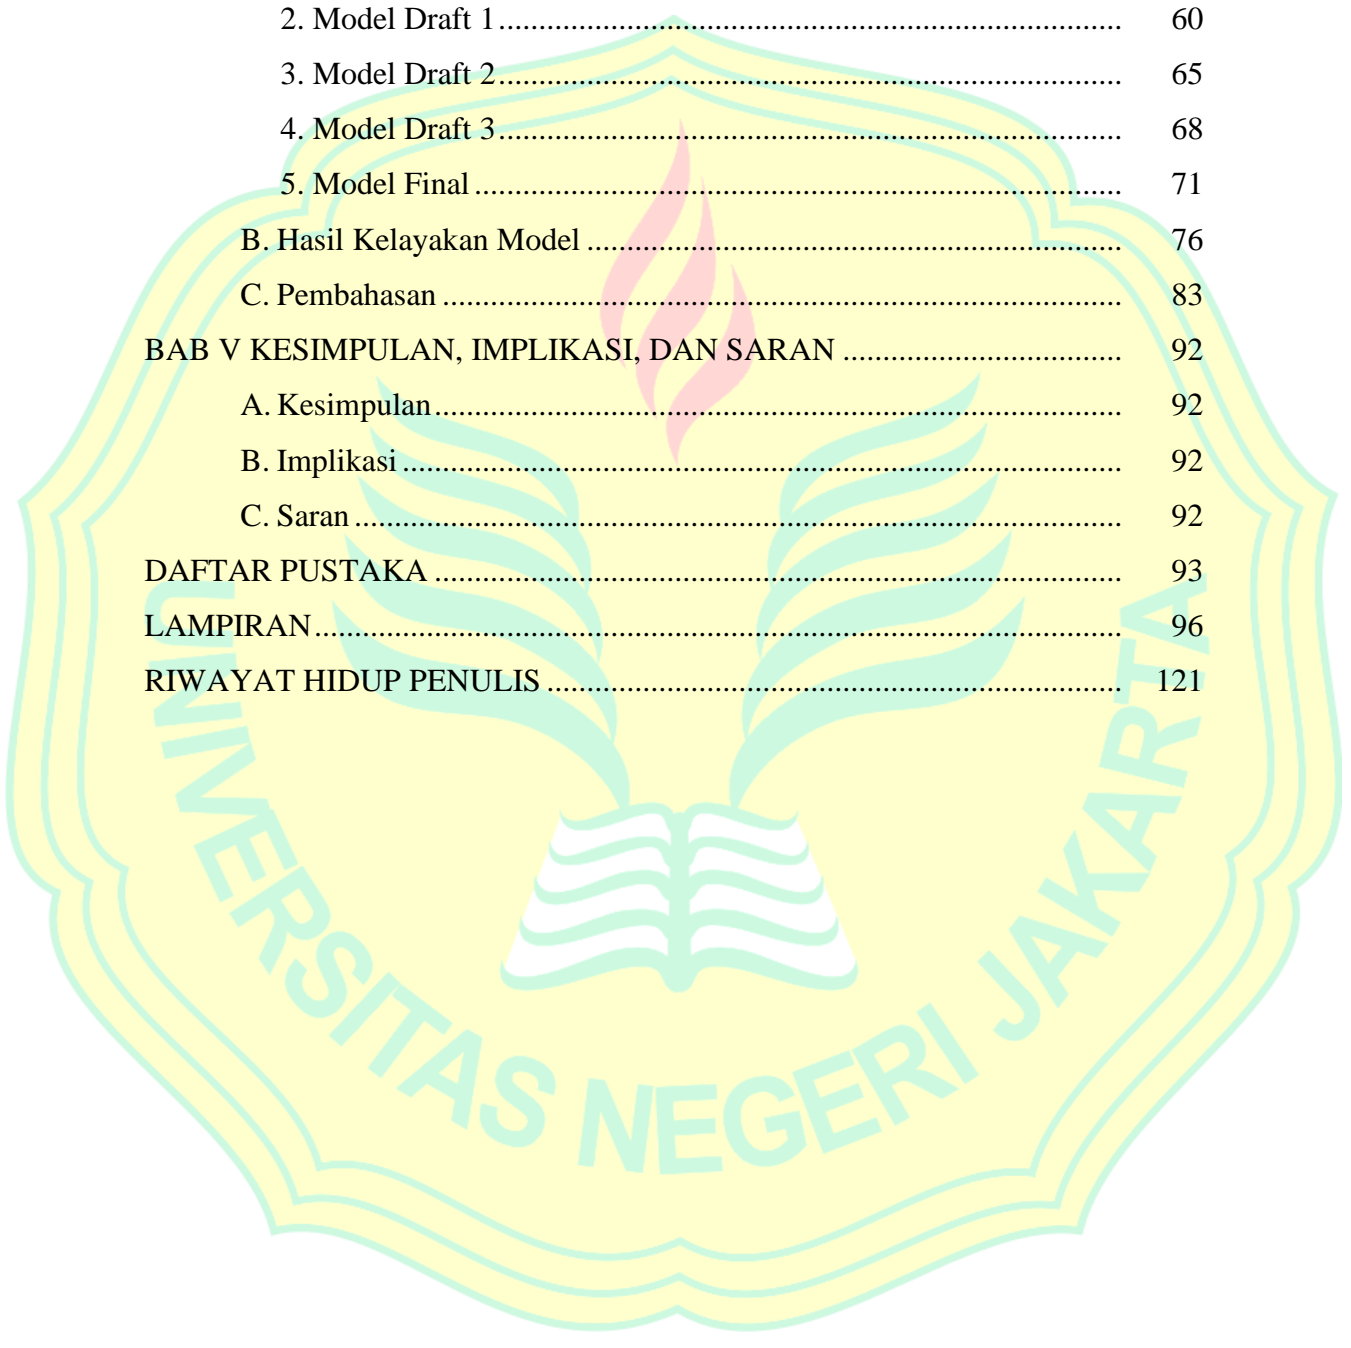 2. Model Draft 1........................................................................... 60
3. Model Draft 2........................................................................... 65
4. Model Draft 3........................................................................... 68
5. Model Final.............................................................................. 71
B. Hasil Kelayakan Model................................................................ 76
C. Pembahasan.................................................................................. 83
BAB V KESIMPULAN, IMPLIKASI, DAN SARAN.................................. 92
A. Kesimpulan................................................................................... 92
B. Implikasi....................................................................................... 92
C. Saran............................................................................................. 92
DAFTAR PUSTAKA................................................................................... 93
LAMPIRAN.................................................................................................. 96
RIWAYAT HIDUP PENULIS..................................................................... 121
UNIVERSITAS NEGERI JAKARTA